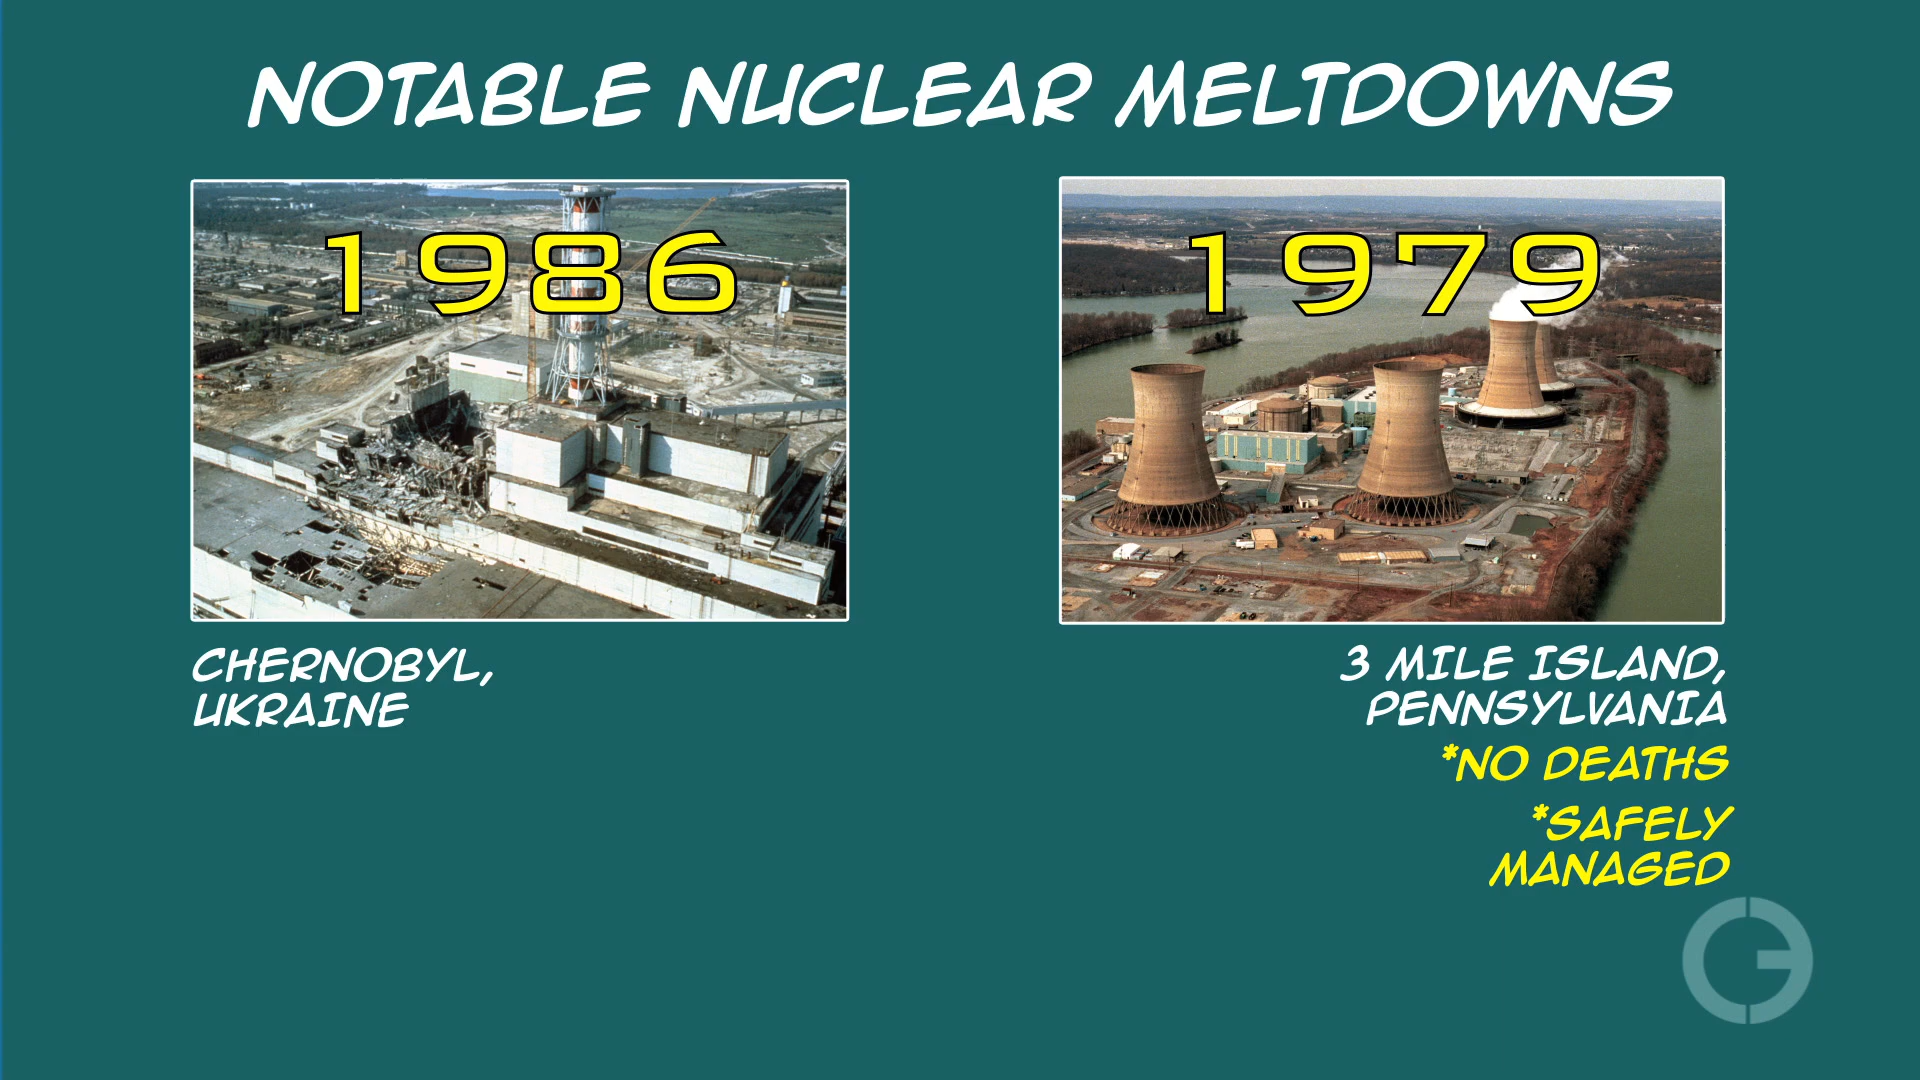 NOTABLE NUCLEAR MELTDOWNS
1986
CHERNOBYL,
UKRAINE
1979
3 MILE ISLAND,
PENNSYLVANIA
*NO DEATHS
*SAFELY
MANAGED